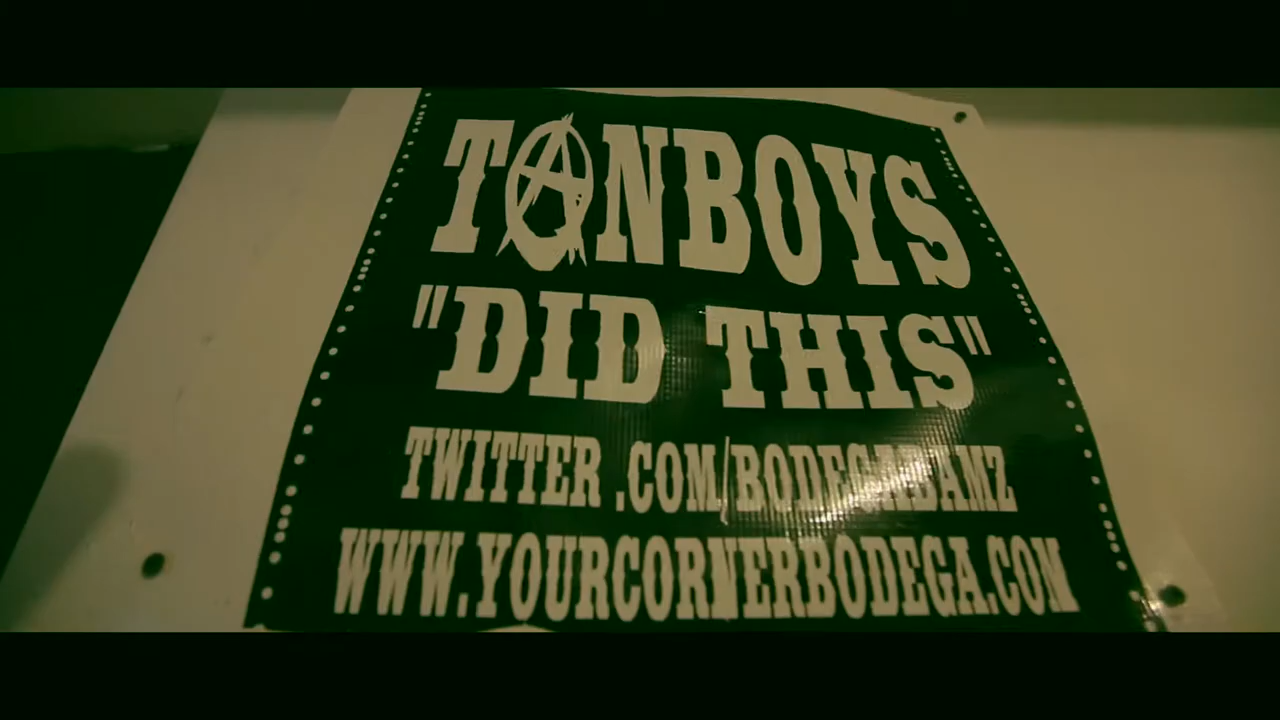 TANBOYS
"DID THIS"
TWITTER .COM/BODEGABAMZ
WWW.YOURCORNERBODEGA.COM